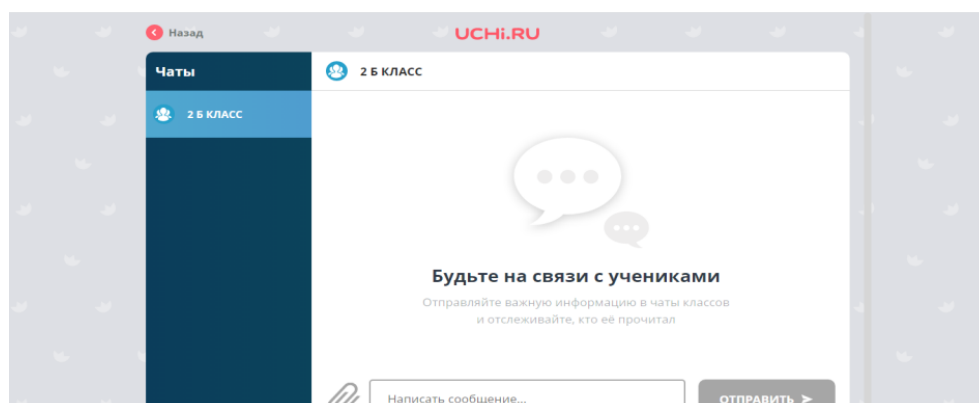 Назад
UCHi.RU
Чаты
2 Б КЛАСС
2 Б КЛАСС
Будьте на связи с учениками
Отправляйте важную информацию в чаты классов
и отслеживайте, кто её прочитал
Написать сообщение...
ОТПРАВИТЬ